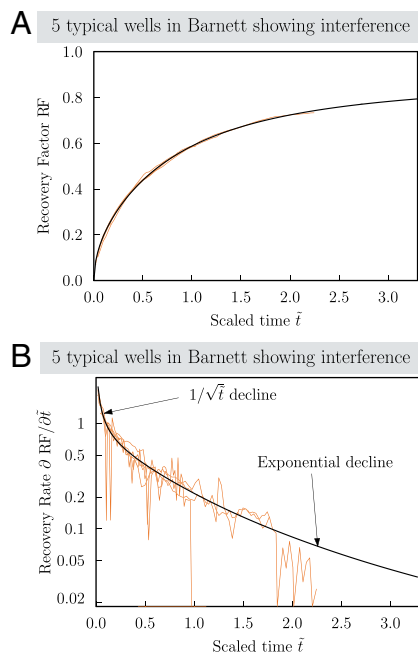 A
5 typical wells in Barnett showing interference
Recovery Factor RF
1.0
0.8
0.6
0.4
0.2
0.0
0.0 0.5 1.0 1.5 2.0 2.5 3.0
Scaled time t̃
B
5 typical wells in Barnett showing interference
Recovery Rate ∂ RF/∂t̃
1/√t̃ decline
Exponential decline
1
0.5
0.2
0.1
0.05
0.02
0.0 0.5 1.0 1.5 2.0 2.5 3.0
Scaled time t̃